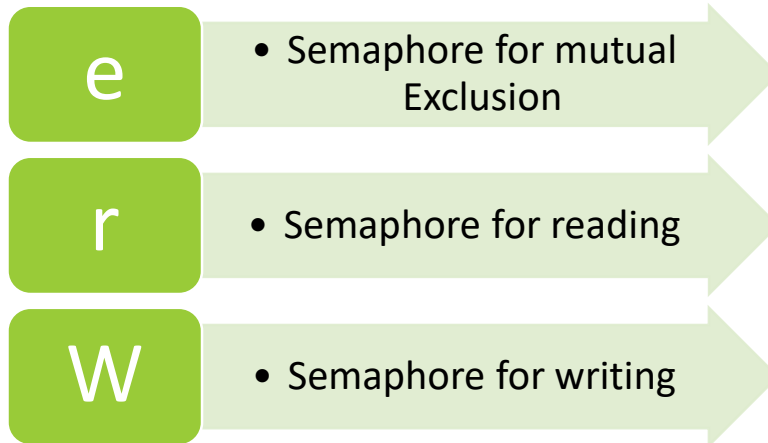 e
• Semaphore for mutual
Exclusion
r
• Semaphore for reading
W
• Semaphore for writing